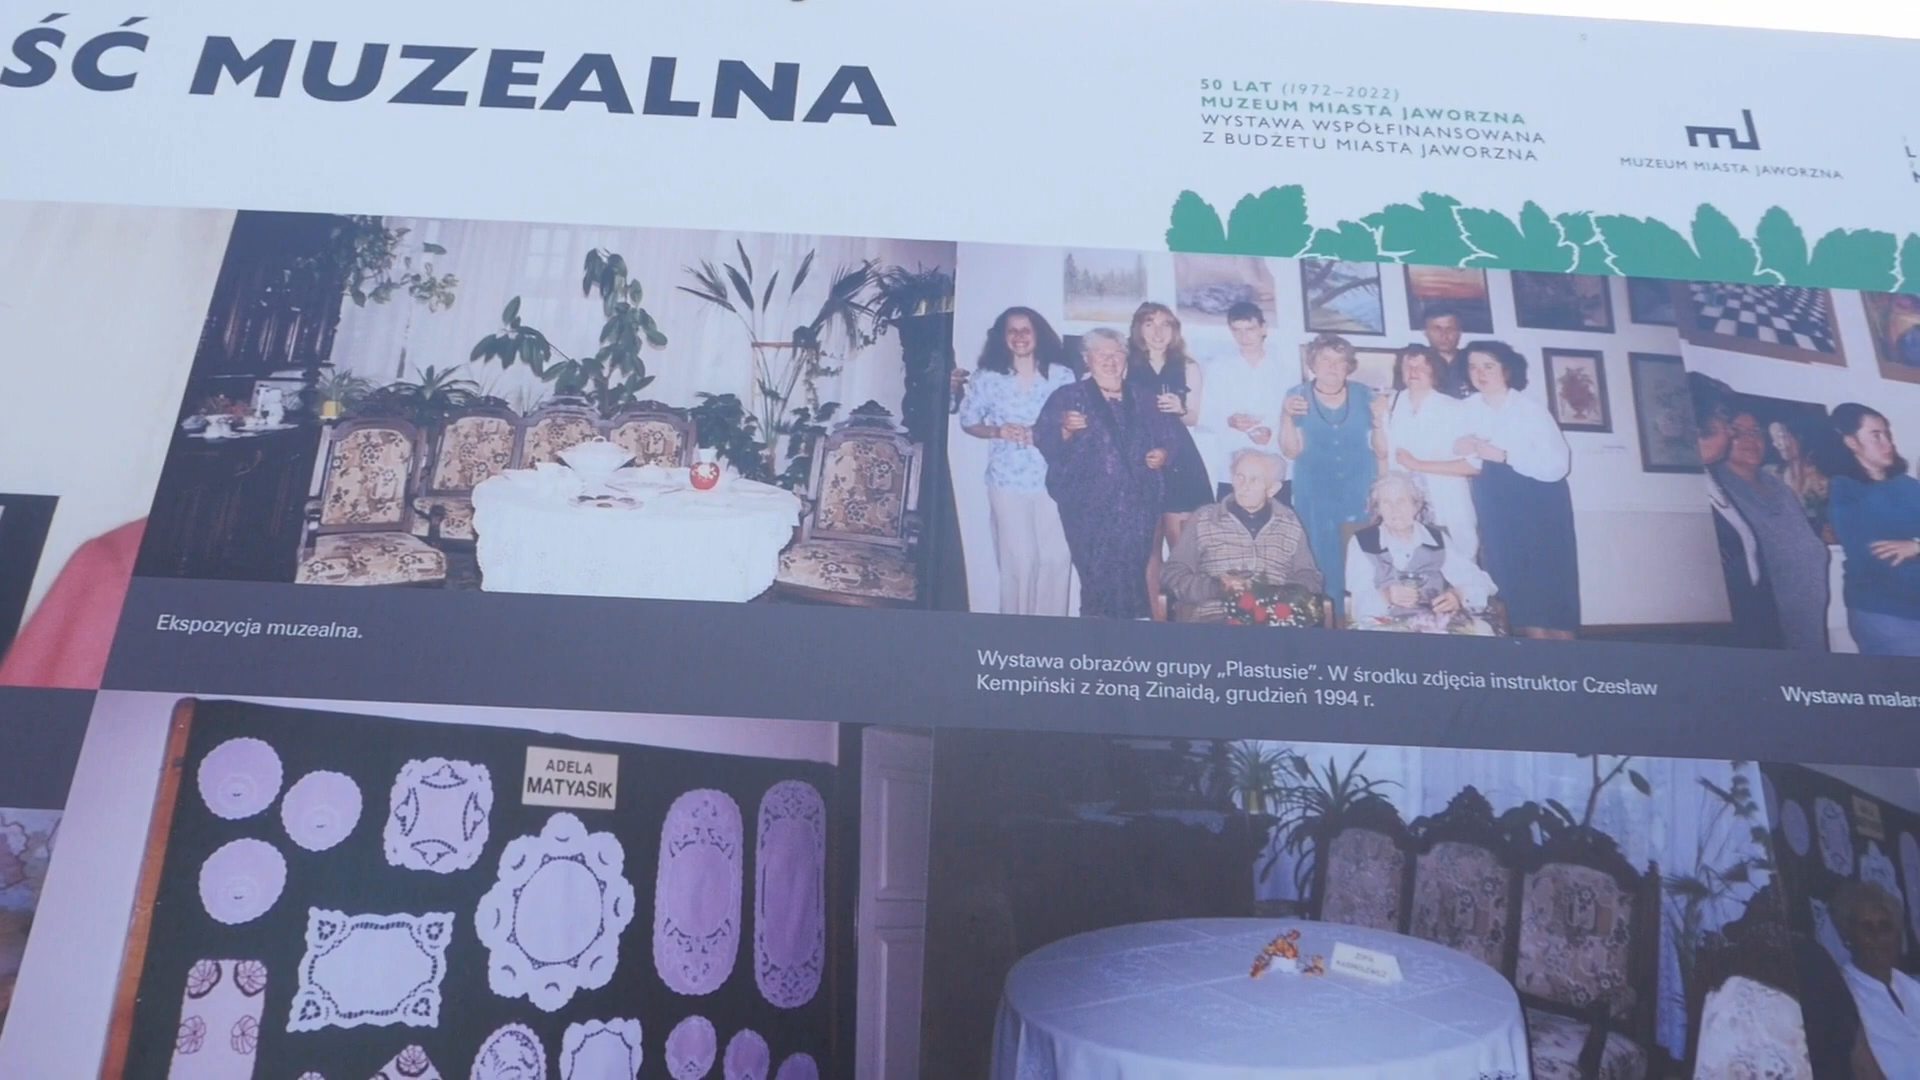 ŚĆ MUZEALNA
50 LAT (1972–2022)
MUZEUM MIASTA JAWORZNA
WYSTAWA WSPÓŁFINANSOWANA
Z BUDŻETU MIASTA JAWORZNA
MUZEUM MIASTA JAWORZNA
Ekspozycja muzealna.
Wystawa obrazów grupy „Plastusie”. W środku zdjęcia instruktor Czesław
Kempiński z żoną Zinaidą, grudzień 1994 r.
Wystawa malars
ADELA
MATYASIK